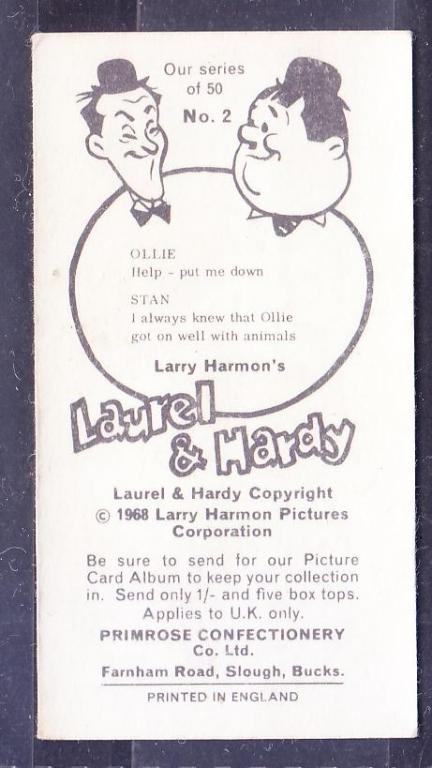 Our series
of 50
No. 2
OLLIE
Help - put me down
STAN
I always knew that Ollie
got on well with animals
Larry Harmon's
Laurel
& Hardy
Laurel & Hardy Copyright
© 1968 Larry Harmon Pictures
Corporation
Be sure to send for our Picture
Card Album to keep your collection
in. Send only 1/- and five box tops.
Applies to U.K. only.
PRIMROSE CONFECTIONERY
Co. Ltd.
Farnham Road, Slough, Bucks.
PRINTED IN ENGLAND